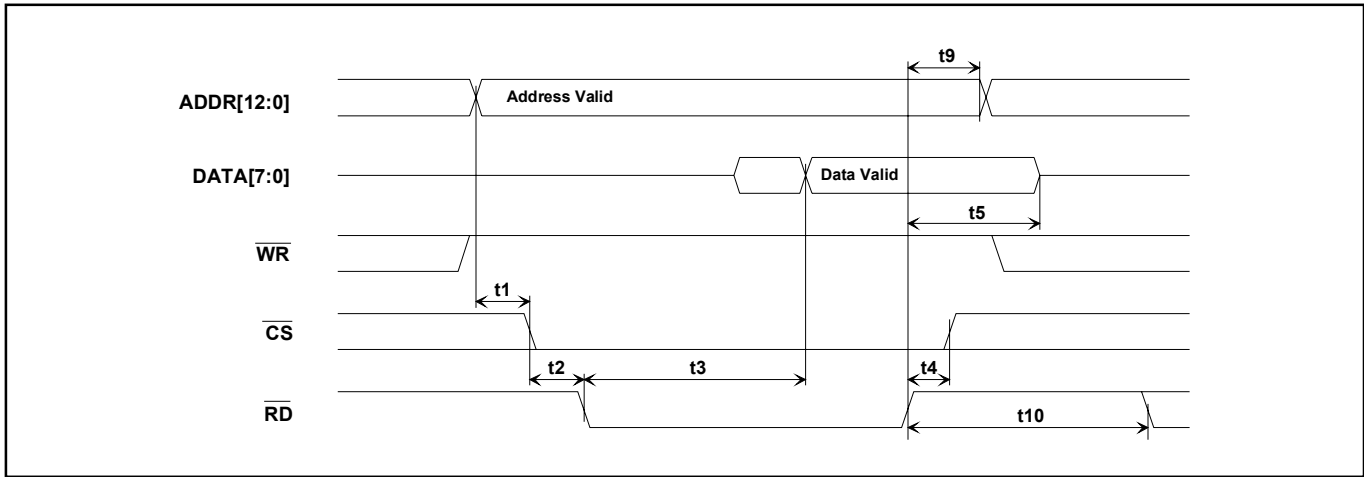 t9
ADDR[12:0]
Address Valid
DATA[7:0]
Data Valid
t5
WR
t1
CS
t2
t3
t4
RD
t10